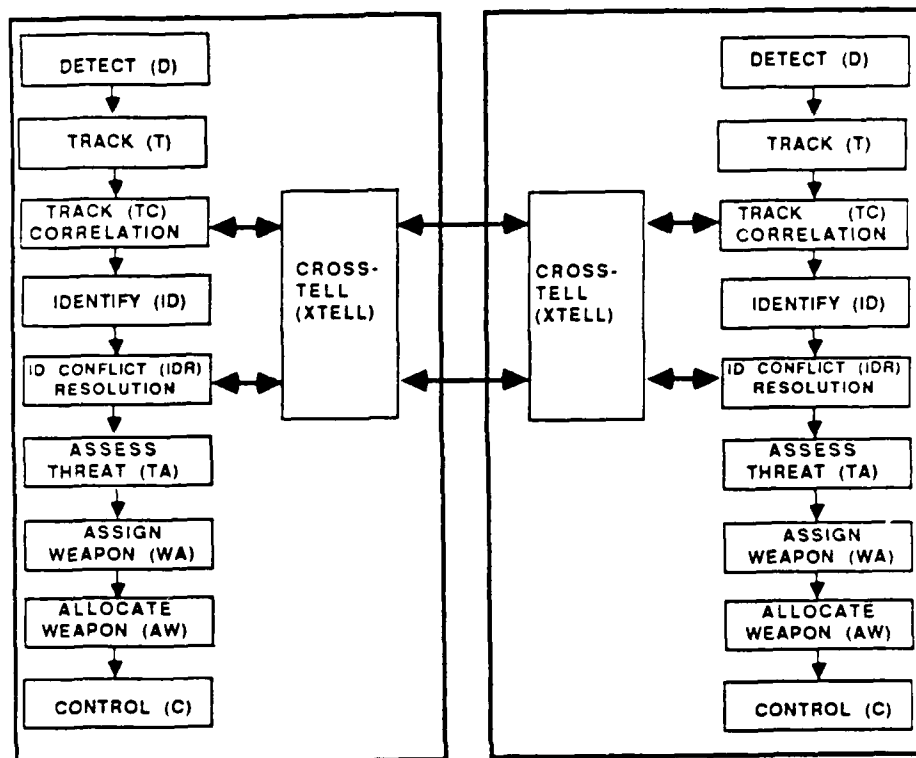 DETECT (D)
TRACK (T)
TRACK (TC)
CORRELATION
IDENTIFY (ID)
ID CONFLICT (IDR)
RESOLUTION
ASSESS
THREAT (TA)
ASSIGN
WEAPON (WA)
ALLOCATE
WEAPON (AW)
CONTROL (C)
CROSS-
TELL
(XTELL)
CROSS-
TELL
(XTELL)
DETECT (D)
TRACK (T)
TRACK (TC)
CORRELATION
IDENTIFY (ID)
ID CONFLICT (IDR)
RESOLUTION
ASSESS
THREAT (TA)
ASSIGN
WEAPON (WA)
ALLOCATE
WEAPON (AW)
CONTROL (C)